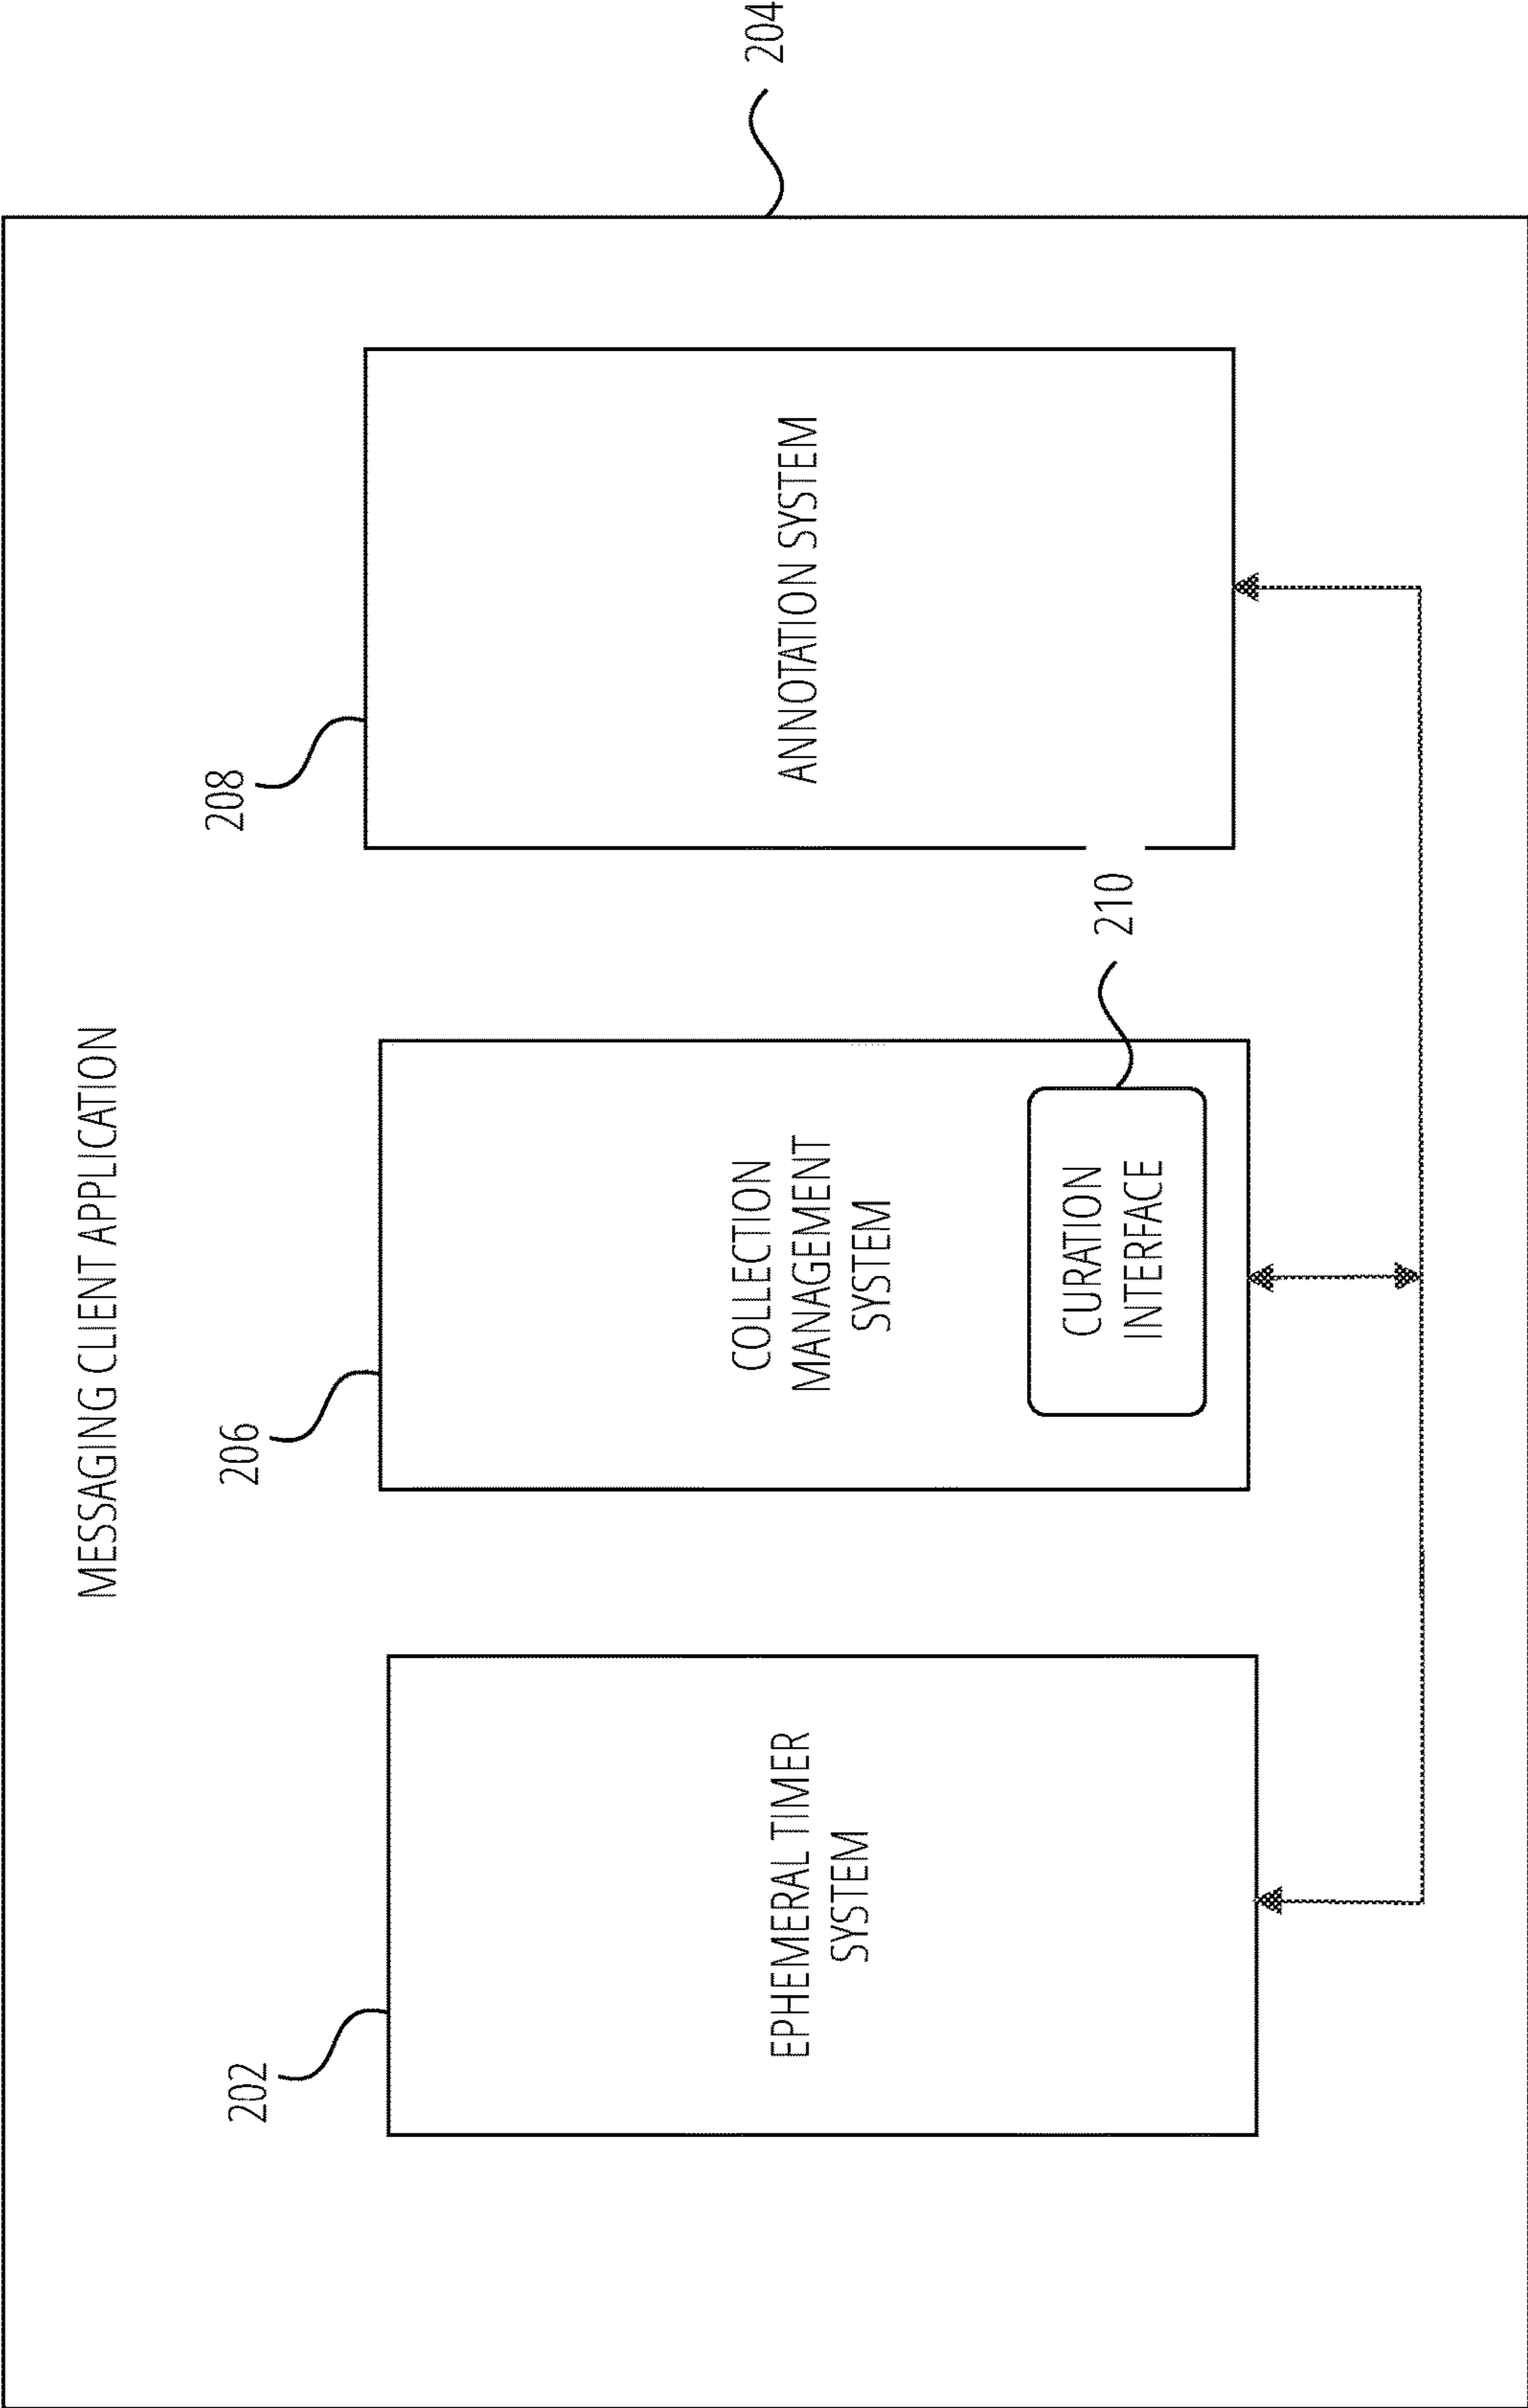 MESSAGING CLIENT APPLICATION
204
202
EPHEMERAL TIMER
SYSTEM
206
COLLECTION
MANAGEMENT
SYSTEM
210
CURATION
INTERFACE
208
ANNOTATION SYSTEM